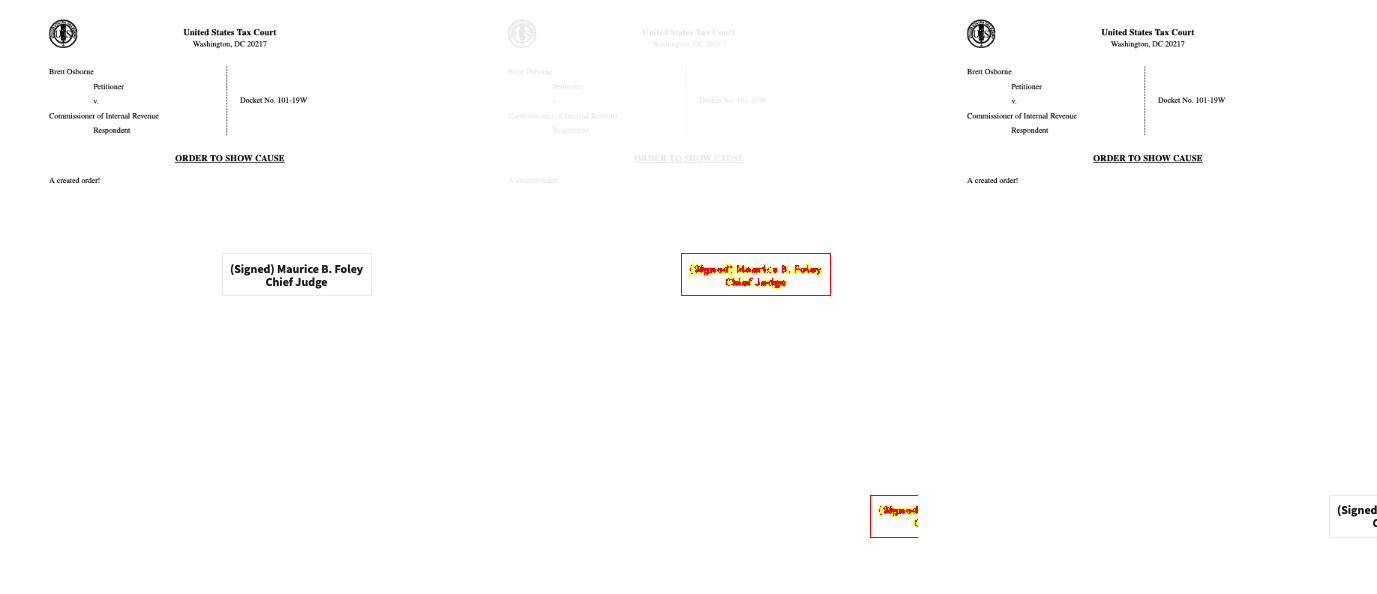 United States Tax Court
Washington, DC 20217
Brett Osborne
Petitioner
v.
Docket No. 101-19W
Commissioner of Internal Revenue
Respondent
ORDER TO SHOW CAUSE
A created order!
(Signed) Maurice B. Foley
Chief Judge
United States Tax Court
Washington, DC 20217
Brett Osborne
Petitioner
v.
Docket No. 101-19W
Commissioner of Internal Revenue
Respondent
ORDER TO SHOW CAUSE
A created order!
(Signed) Maurice B. Foley
Chief Judge
(Signed
C
United States Tax Court
Washington, DC 20217
Brett Osborne
Petitioner
v.
Docket No. 101-19W
Commissioner of Internal Revenue
Respondent
ORDER TO SHOW CAUSE
A created order!
(Signed
C